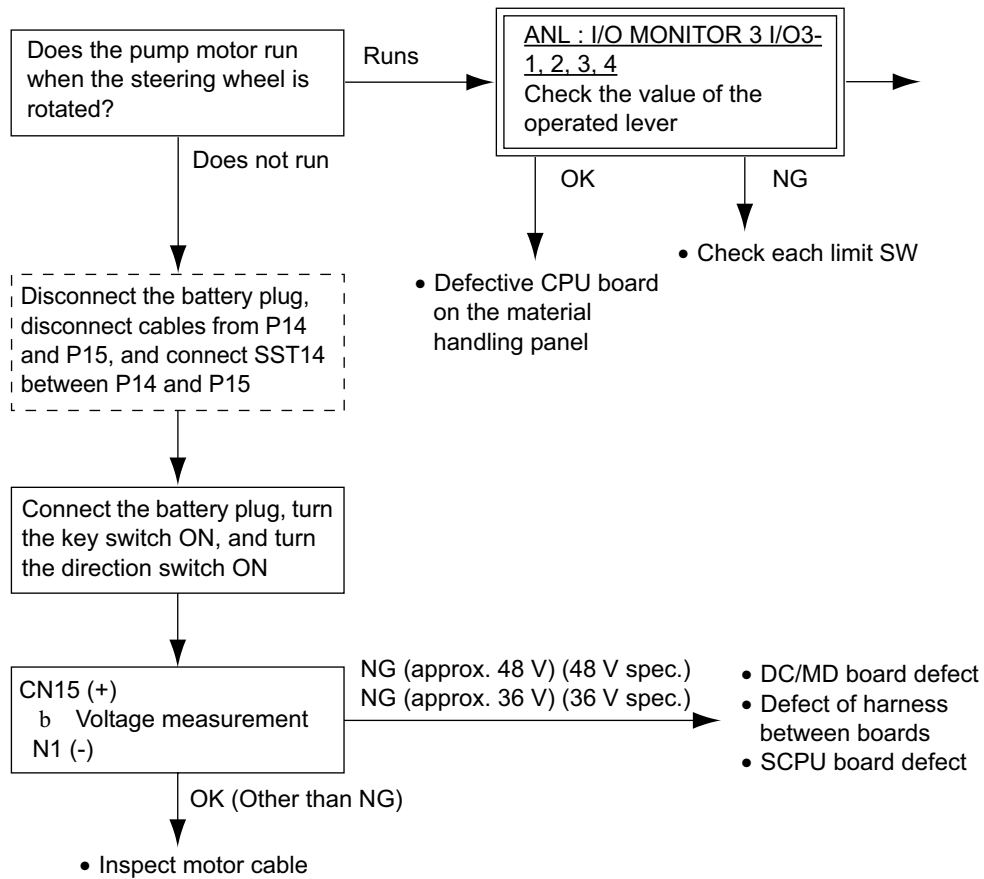 Does the pump motor run
when the steering wheel is
rotated?
Runs
ANL : I/O MONITOR 3 I/O3-
1, 2, 3, 4
Check the value of the
operated lever
Does not run
OK
NG
• Check each limit SW
• Defective CPU board
on the material
handling panel
Disconnect the battery plug,
disconnect cables from P14
and P15, and connect SST14
between P14 and P15
Connect the battery plug, turn
the key switch ON, and turn
the direction switch ON
CN15 (+)
b Voltage measurement
N1 (-)
NG (approx. 48 V) (48 V spec.)
NG (approx. 36 V) (36 V spec.)
• DC/MD board defect
• Defect of harness
between boards
• SCPU board defect
OK (Other than NG)
• Inspect motor cable